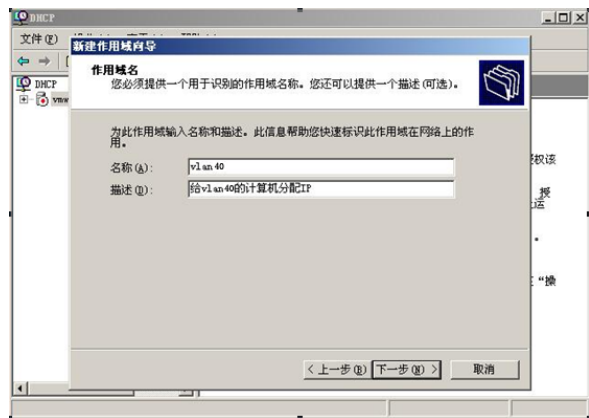 DHCP
文件(F)
新建作用域向导
作用域名
您必须提供一个用于识别的作用域名称。您还可以提供一个描述(可选)。
DHCP
为此作用域输入名称和描述。此信息帮助您快速标识此作用域在网络上的作
用。
权该
名称(A): vlan40
描述(D): 给vlan40的计算机分配IP
授
运
。
“操
< 上一步(B) 下一步(N) > 取消